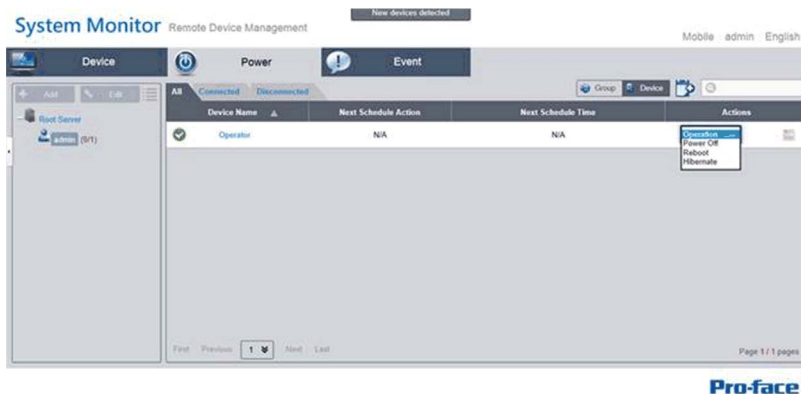 New devices detected
System Monitor Remote Device Management
Mobile admin English
Device Power Event
Add Edit
All Connected Disconnected
Group Device
Root Server
admin (0/1)
Device Name Next Schedule Action Next Schedule Time Actions
Operator N/A N/A
Operation ---
Power Off
Reboot
Hibernate
First Previous 1 Next Last
Page 1 / 1 pages
Pro-face